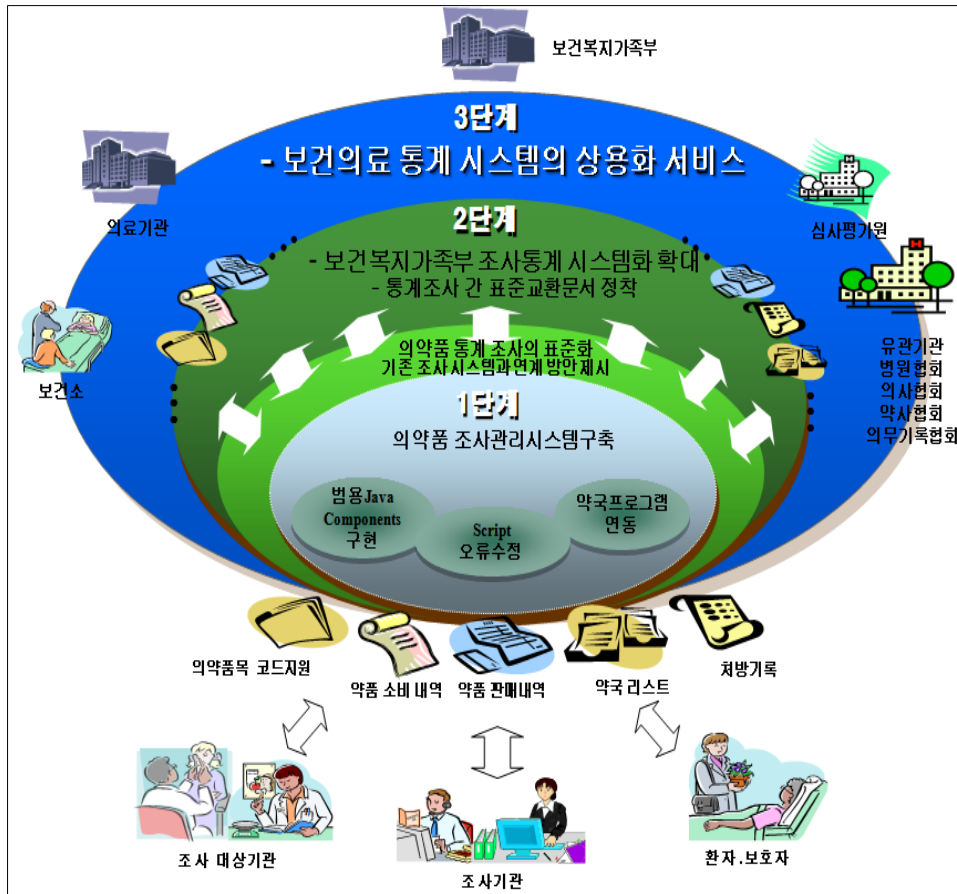 보건복지가족부
3단계
- 보건의료 통계 시스템의 상용화 서비스
의료기관
심사평가원
2단계
- 보건복지가족부 조사통계 시스템화 확대
- 통계조사 간 표준교환문서 정착
보건소
유관기관
병원협회
의사협회
약사협회
의무기록협회
의약품 통계 조사의 표준화
기존 조사시스템과 연계 방안 제시
1단계
의약품 조사관리시스템구축
범용Java
Components
구현
Script
오류수정
약국프로그램
연동
의약품목 코드지원
약품 소비 내역
약품 판매내역
약국 리스트
처방기록
조사 대상기관
조사기관
환자.보호자